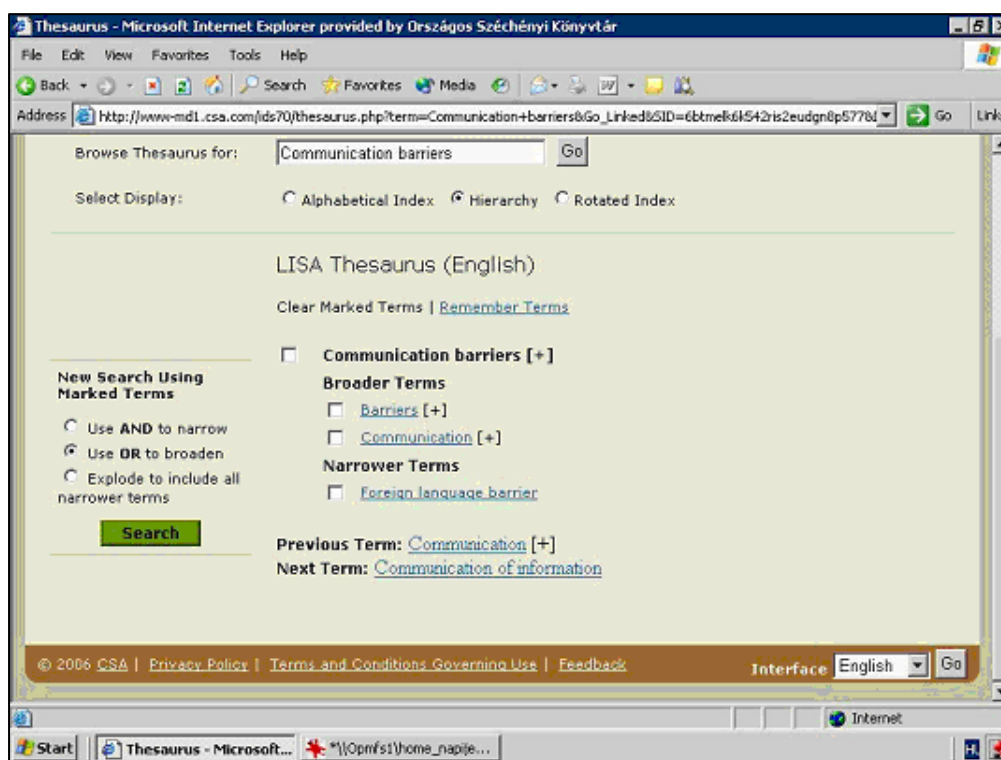 Thesaurus - Microsoft Internet Explorer provided by Országos Széchényi Könyvtár
File Edit View Favorites Tools Help
Back Search Favorites Media
Address http://www-md1.csa.com/ids70/thesaurus.php?term=Communication+barriers&Go_Linked&SID=6btmelk6k542ris2eudgn8p577& Go Link
Browse Thesaurus for: Communication barriers Go
Select Display: Alphabetical Index Hierarchy Rotated Index
LISA Thesaurus (English)
Clear Marked Terms | Remember Terms
Communication barriers [+]
Broader Terms
Barriers [+]
Communication [+]
Narrower Terms
Foreign language barrier
New Search Using
Marked Terms
Use AND to narrow
Use OR to broaden
Explode to include all
narrower terms
Search
Previous Term: Communication [+]
Next Term: Communication of information
© 2006 CSA | Privacy Policy | Terms and Conditions Governing Use | Feedback
Interface English Go
Internet
Start Thesaurus - Microsoft... *\\Opmfs1\home_napije...